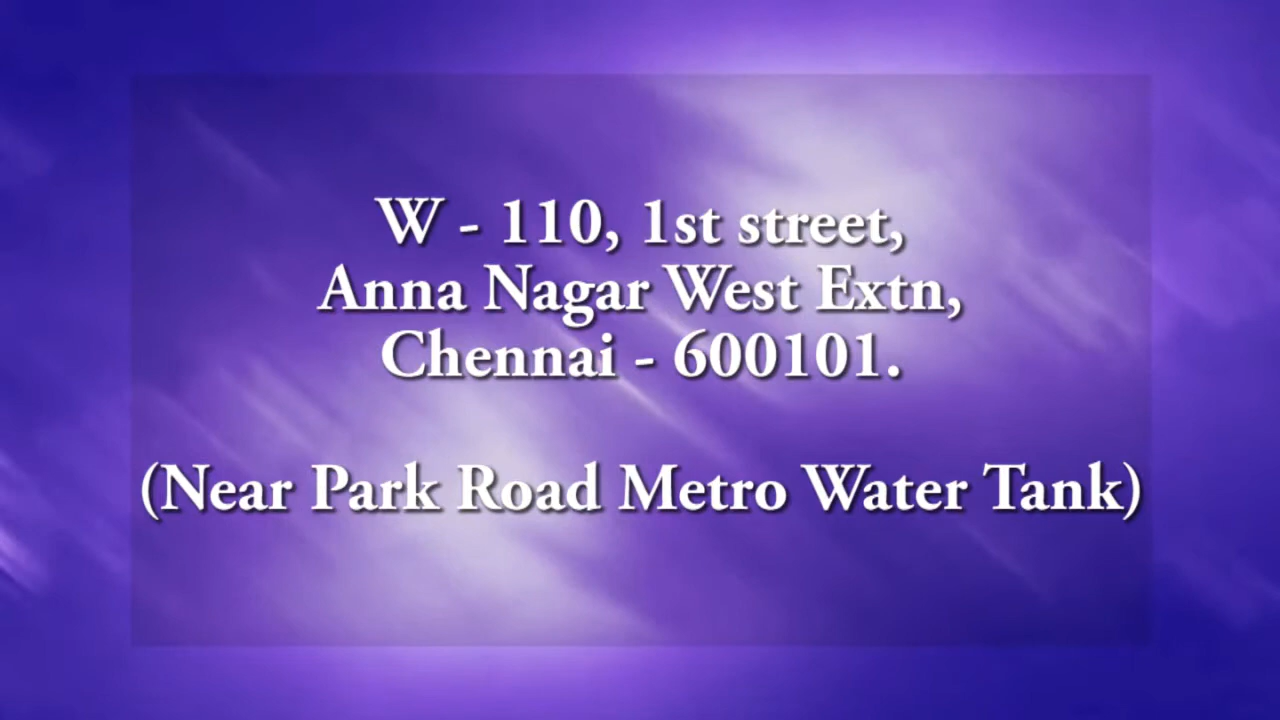 W - 110, 1st street,
Anna Nagar West Extn,
Chennai - 600101.
(Near Park Road Metro Water Tank)